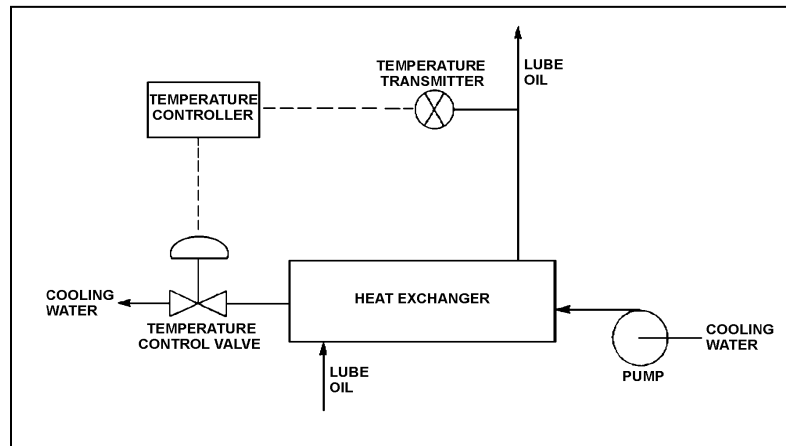 LUBE
OIL
TEMPERATURE
TRANSMITTER
TEMPERATURE
CONTROLLER
HEAT EXCHANGER
COOLING
WATER
TEMPERATURE
CONTROL VALVE
COOLING
WATER
LUBE
OIL
PUMP